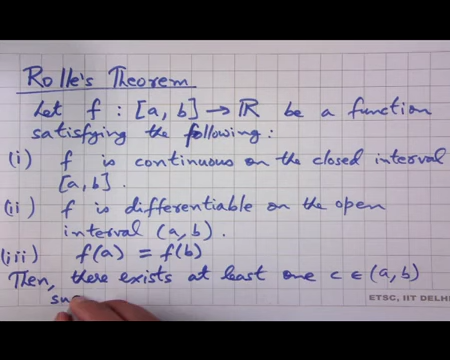 Rolle's Theorem
Let f : [a, b] → ℝ be a function
satisfying the following :
(i) f is continuous on the closed interval
[a, b] .
(ii) f is differentiable on the open
interval (a, b) .
(iii) f(a) = f(b)
Then, there exists at least one c ∈ (a, b)
ETSC, IIT DELHI